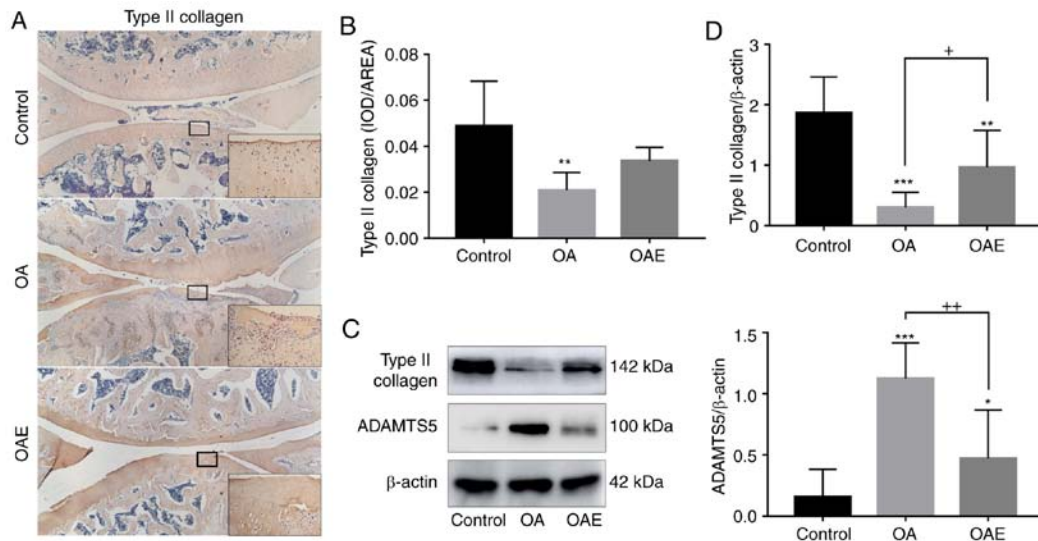 A
Type II collagen
Control
OA
OAE
B
Type II collagen (IOD/AREA)
0.08
0.06
0.04
0.02
0.00
**
Control
OA
OAE
C
Type II
collagen
142 kDa
ADAMTS5
100 kDa
β-actin
42 kDa
Control
OA
OAE
D
Type II collagen/β-actin
3
2
1
0
+
***
**
Control
OA
OAE
ADAMTS5/β-actin
1.5
1.0
0.5
0.0
++
***
*
Control
OA
OAE